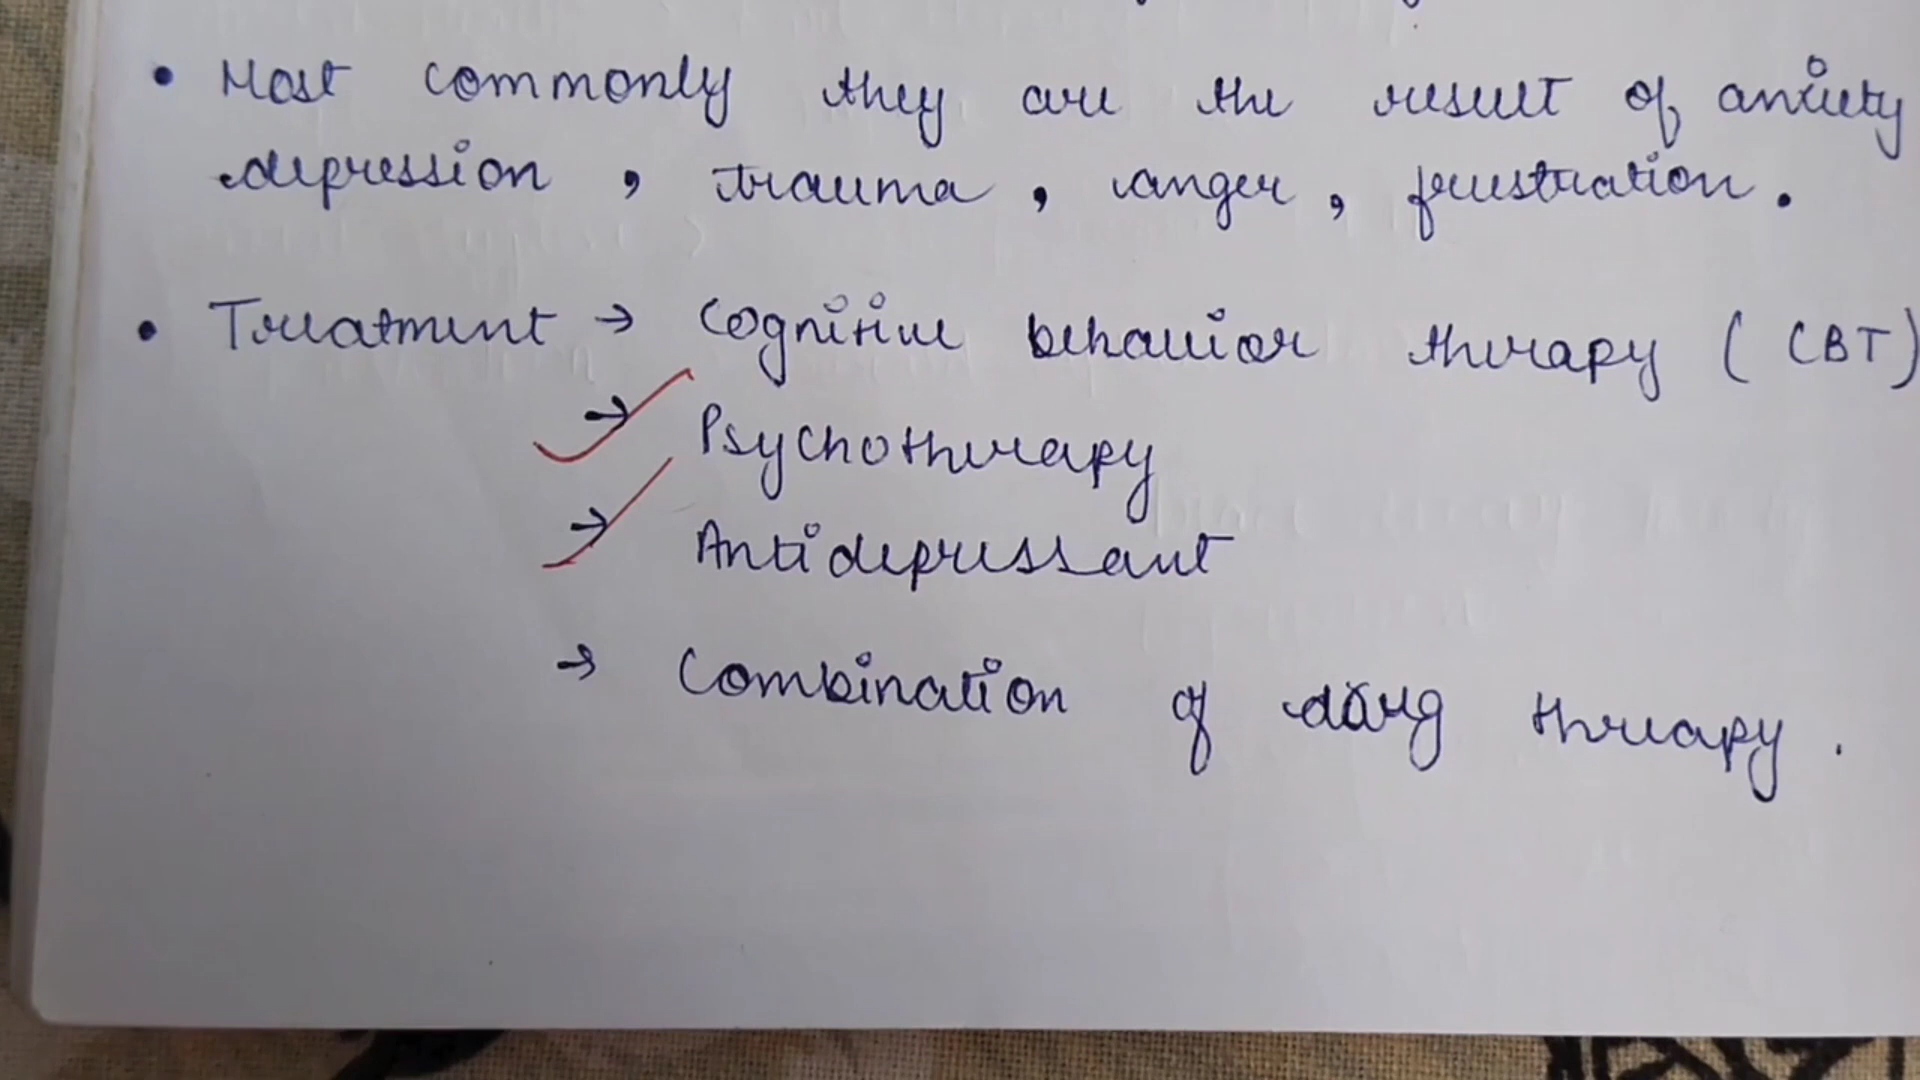 • Most commonly they are the result of anxiety
depression , trauma , anger , frustration .
• Treatment → Cognitive behavior therapy ( CBT )
→ Psychotherapy
→ Antidepressant
→ Combination of drug therapy .